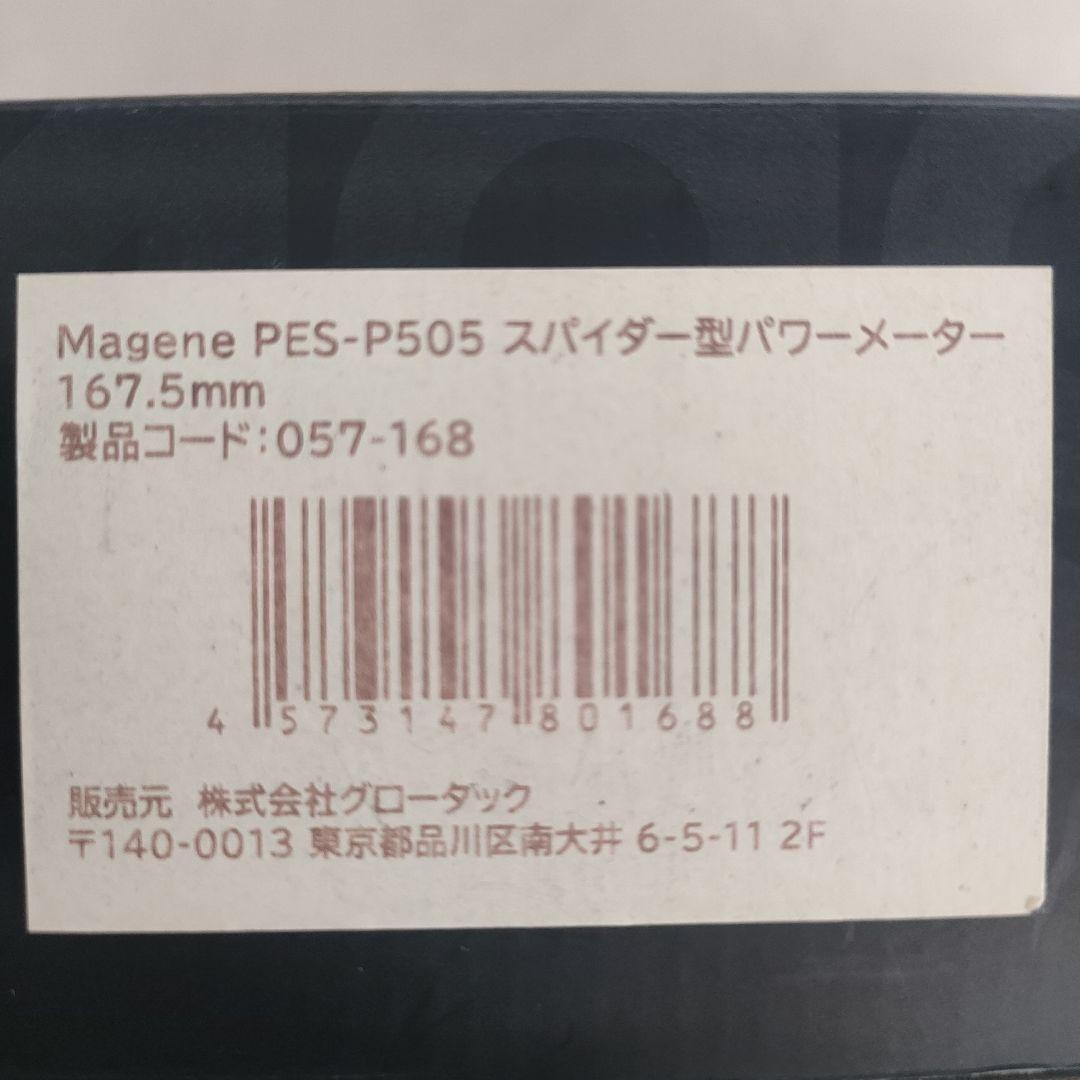 Magene PES-P505 スパイダー型パワーメーター
167.5mm
製品コード:057-168
4 573147 801688
販売元 株式会社グローダック
〒140-0013 東京都品川区南大井 6-5-11 2F